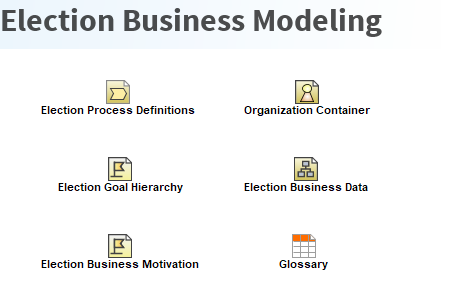 Election Business Modeling
Election Process Definitions
Organization Container
Election Goal Hierarchy
Election Business Data
Election Business Motivation
Glossary